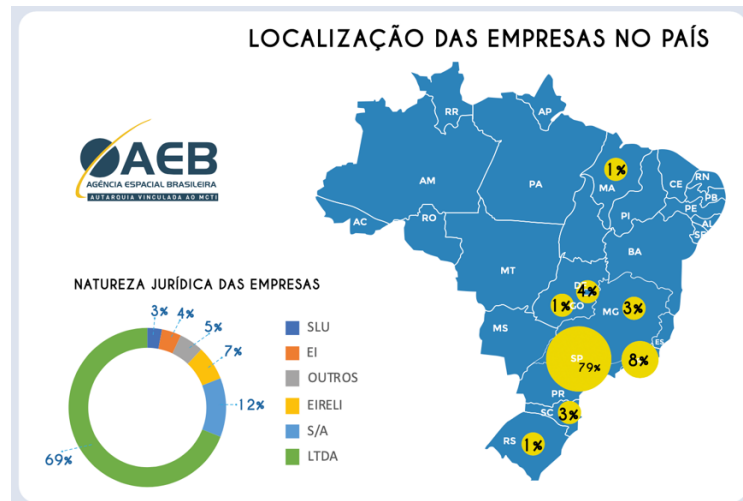 LOCALIZAÇÃO DAS EMPRESAS NO PAÍS
AEB
AGÊNCIA ESPACIAL BRASILEIRA
AUTARQUIA VINCULADA AO MCTI
RR
AP
AM
PA
1%
MA
CE
RN
PB
PE
AL
SE
PI
AC
RO
BA
MT
4%
1%
GO
MG
3%
MS
ES
SP
79%
8%
PR
SC
3%
RS
1%
NATUREZA JURÍDICA DAS EMPRESAS
3%
4%
5%
7%
12%
69%
SLU
EI
OUTROS
EIRELI
S/A
LTDA